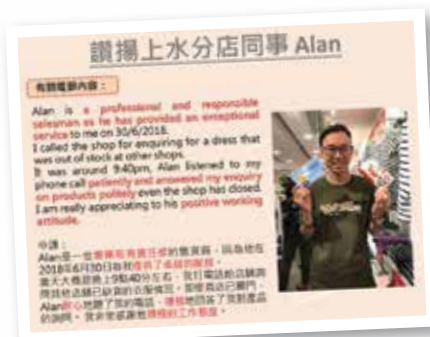 讚揚上水分店同事 Alan
有關電郵內容：
Alan is a professional and responsible
salesman as he has provided an exceptional
service to me on 30/6/2018.
I called the shop for enquiring for a dress that
was out of stock at other shops.
It was around 9:40pm, Alan listened to my
phone call patiently and answered my enquiry
on products politely even the shop has closed.
I am really appreciating to his positive working
attitude.
中譯：
Alan是一位專業有責任感的售貨員，因為他在
2018年6月30日為我提供了卓越的服務。
當天大概是晚上9點40分左右，我打電話給店舖詢
問其他店舖已缺貨的衣服情況。即使商店已關門，
Alan耐心地聽了我的電話，禮貌地回答了我對產品
的詢問。我非常感謝他積極的工作態度。